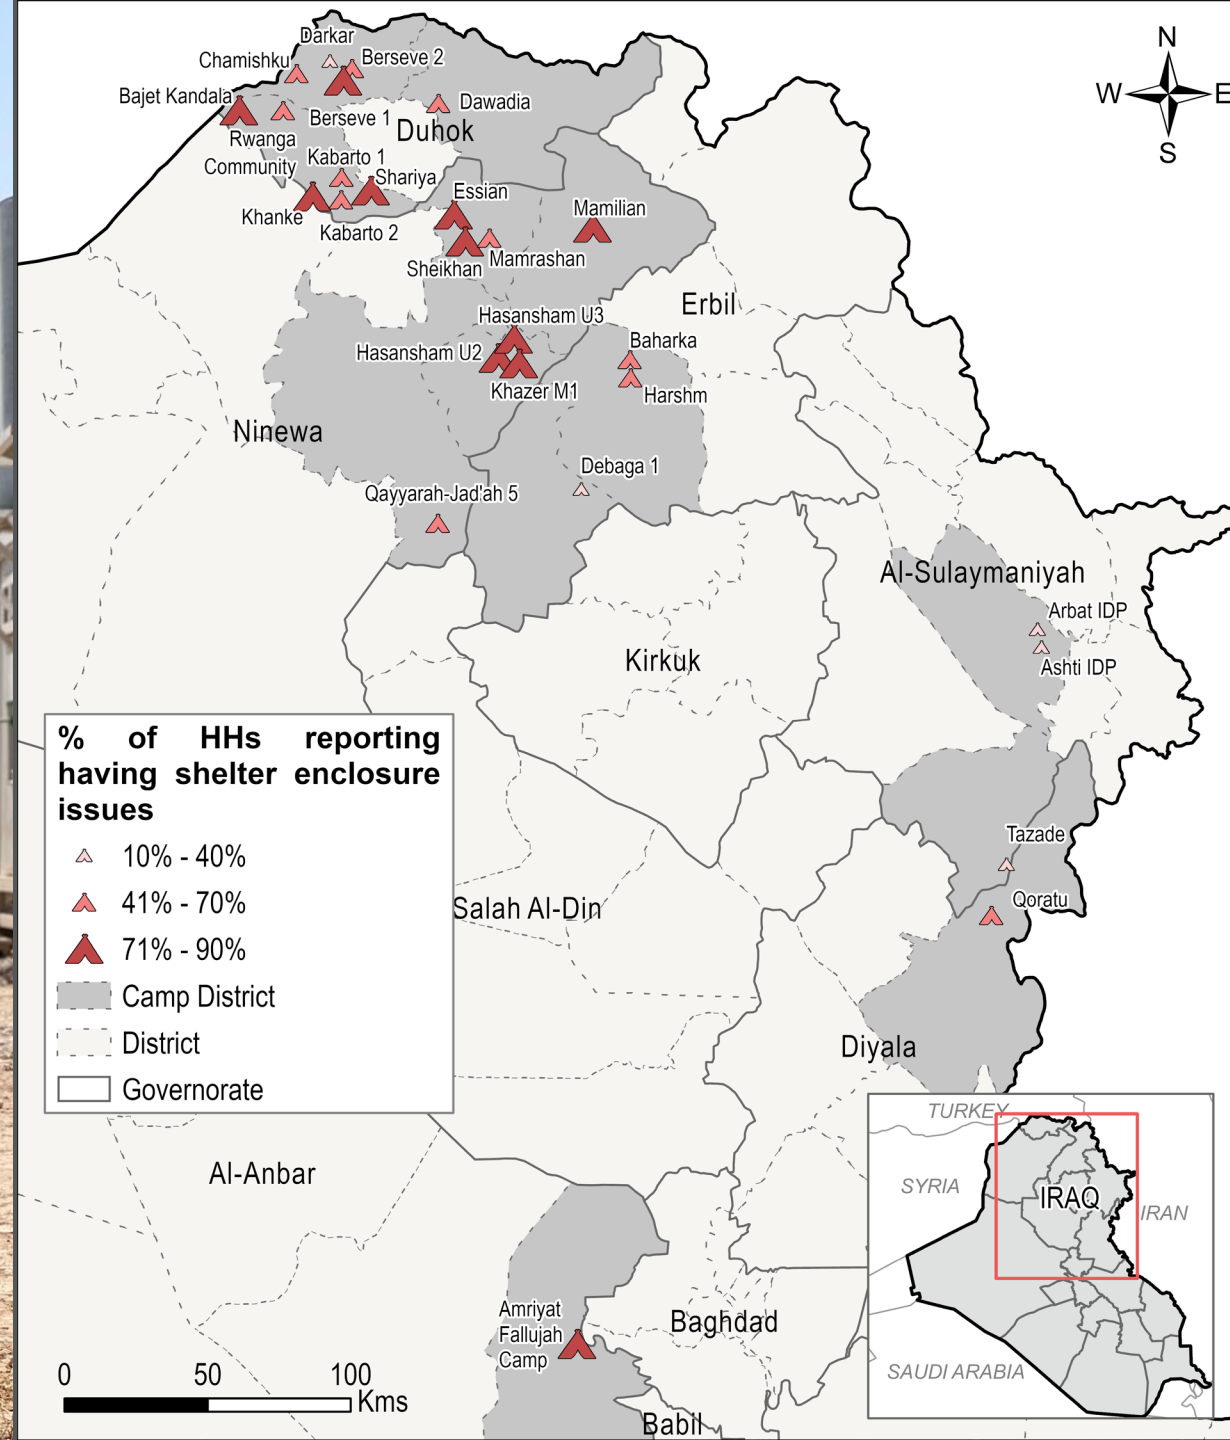 N
W
E
S
Darkar
Chamishku
Berseve 2
Bajet Kandala
Dawadia
Berseve 1
Duhok
Rwanga
Community
Kabarto 1
Shariya
Khanke
Kabarto 2
Essian
Mamilian
Sheikhan
Mamrashan
Erbil
Hasansham U3
Hasansham U2
Khazer M1
Baharka
Harshm
Ninewa
Debaga 1
Qayyarah-Jad'ah 5
Al-Sulaymaniyah
Arbat IDP
Ashti IDP
Kirkuk
% of HHs reporting
having shelter enclosure
issues
10% - 40%
41% - 70%
71% - 90%
Camp District
District
Governorate
Tazade
Qoratu
Salah Al-Din
Diyala
Al-Anbar
TURKEY
SYRIA
IRAQ
IRAN
SAUDI ARABIA
Amriyat
Fallujah
Camp
Baghdad
Babil
0 50 100
Kms